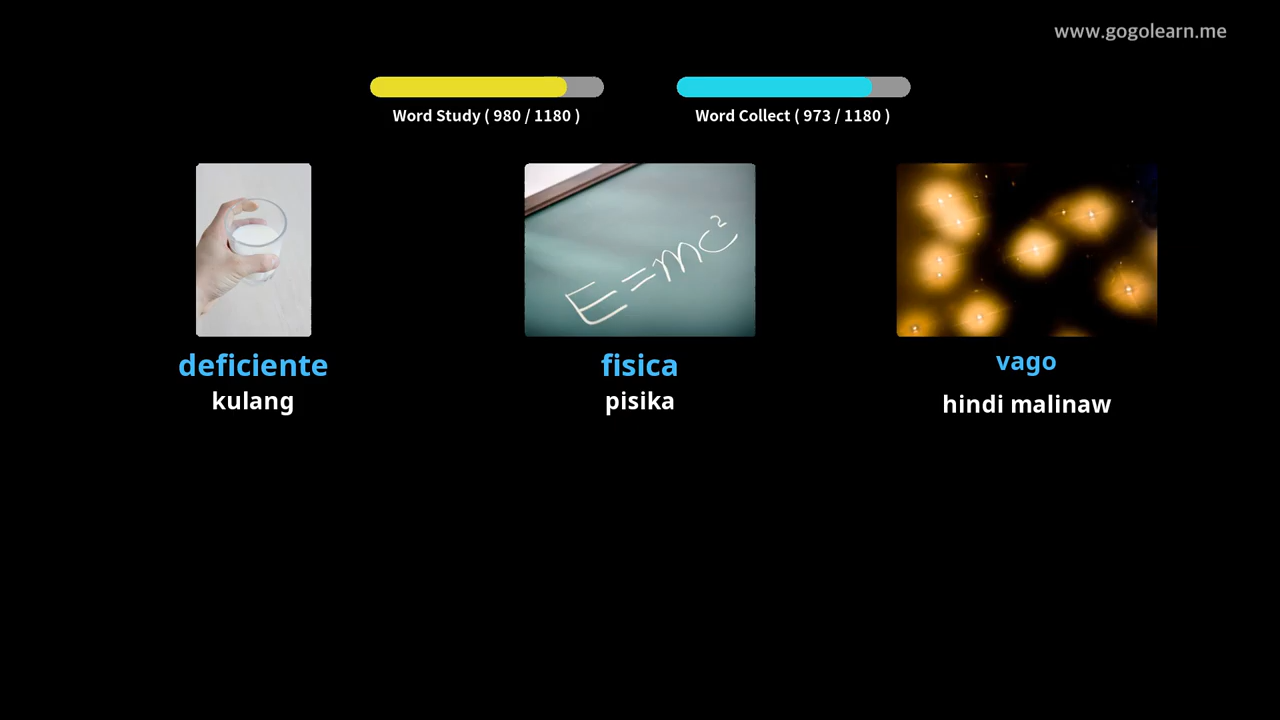 www.gogolearn.me
Word Study ( 980 / 1180 )
Word Collect ( 973 / 1180 )
E=mc²
deficiente
kulang
fisica
pisika
vago
hindi malinaw